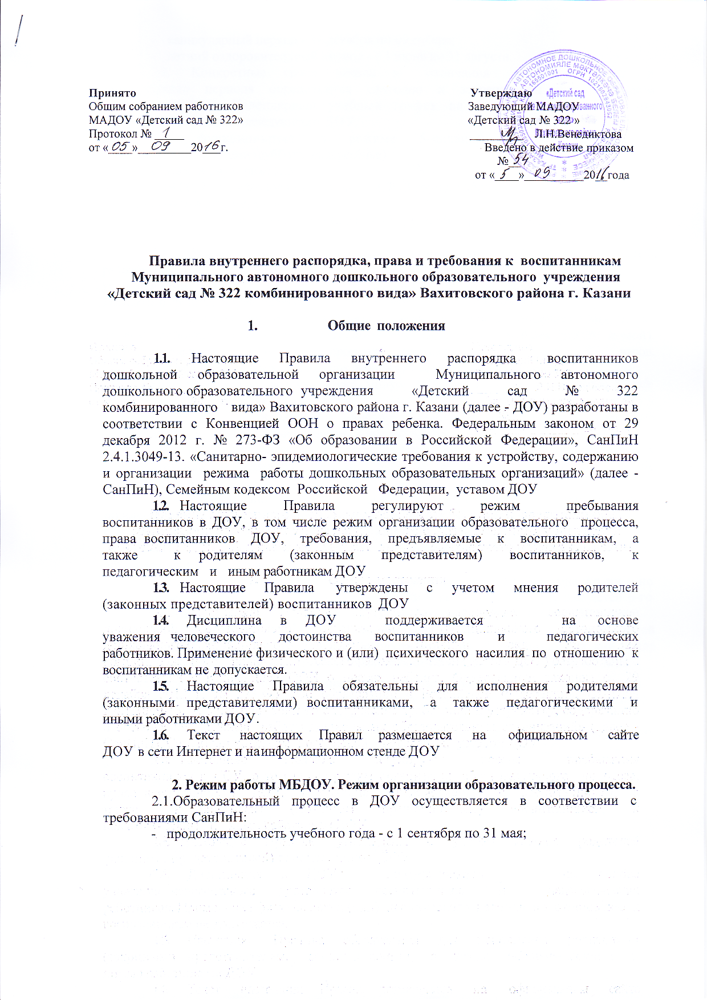 Принято
Общим собранием работников
МАДОУ «Детский сад № 322»
Протокол № 1
от «05» 09 2016г.
Утверждаю
Заведующий МАДОУ
«Детский сад № 322»
Л.Н.Венедиктова
Введено в действие приказом
№ 54
от «5» 09 2016года
Правила внутреннего распорядка, права и требования к воспитанникам
Муниципального автономного дошкольного образовательного учреждения
«Детский сад № 322 комбинированного вида» Вахитовского района г. Казани
1. Общие положения
1.1. Настоящие Правила внутреннего распорядка воспитанников
дошкольной образовательной организации Муниципального автономного
дошкольного образовательного учреждения «Детский сад № 322
комбинированного вида» Вахитовского района г. Казани (далее - ДОУ) разработаны в
соответствии с Конвенцией ООН о правах ребенка. Федеральным законом от 29
декабря 2012 г. № 273-ФЗ «Об образовании в Российской Федерации», СанПиН
2.4.1.3049-13. «Санитарно- эпидемиологические требования к устройству, содержанию
и организации режима работы дошкольных образовательных организаций» (далее -
СанПиН), Семейным кодексом Российской Федерации, уставом ДОУ
1.2. Настоящие Правила регулируют режим пребывания
воспитанников в ДОУ, в том числе режим организации образовательного процесса,
права воспитанников ДОУ, требования, предъявляемые к воспитанникам, а
также к родителям (законным представителям) воспитанников, к
педагогическим и иным работникам ДОУ
1.3. Настоящие Правила утверждены с учетом мнения родителей
(законных представителей) воспитанников ДОУ
1.4. Дисциплина в ДОУ поддерживается на основе
уважения человеческого достоинства воспитанников и педагогических
работников. Применение физического и (или) психического насилия по отношению к
воспитанникам не допускается.
1.5. Настоящие Правила обязательны для исполнения родителями
(законными представителями) воспитанниками, а также педагогическими и
иными работниками ДОУ.
1.6. Текст настоящих Правил размешается на официальном сайте
ДОУ в сети Интернет и на информационном стенде ДОУ
2. Режим работы МБДОУ. Режим организации образовательного процесса.
2.1.Образовательный процесс в ДОУ осуществляется в соответствии с
требованиями СанПиН:
- продолжительность учебного года - с 1 сентября по 31 мая;